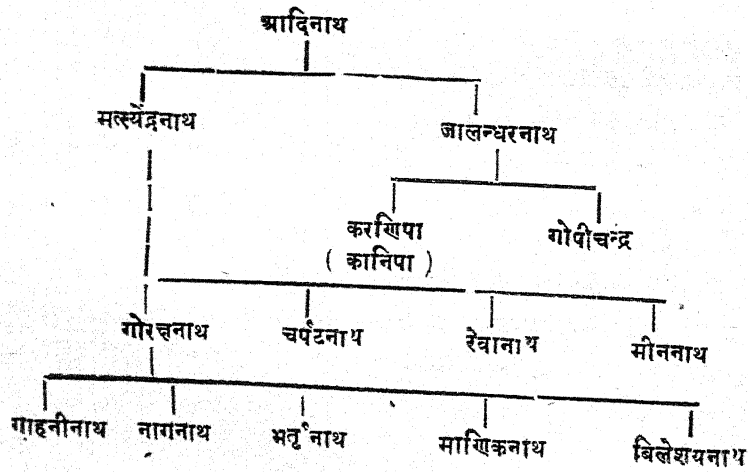 आदिनाथ
मत्स्येंद्रनाथ जालन्धरनाथ
करणिपा गोपीचन्द्र
( कानिपा )
गोरक्षनाथ चर्पटनाथ रेवानाथ मीननाथ
गाहनीनाथ नागनाथ भर्तृनाथ माणिकनाथ बिलेशयनाथ